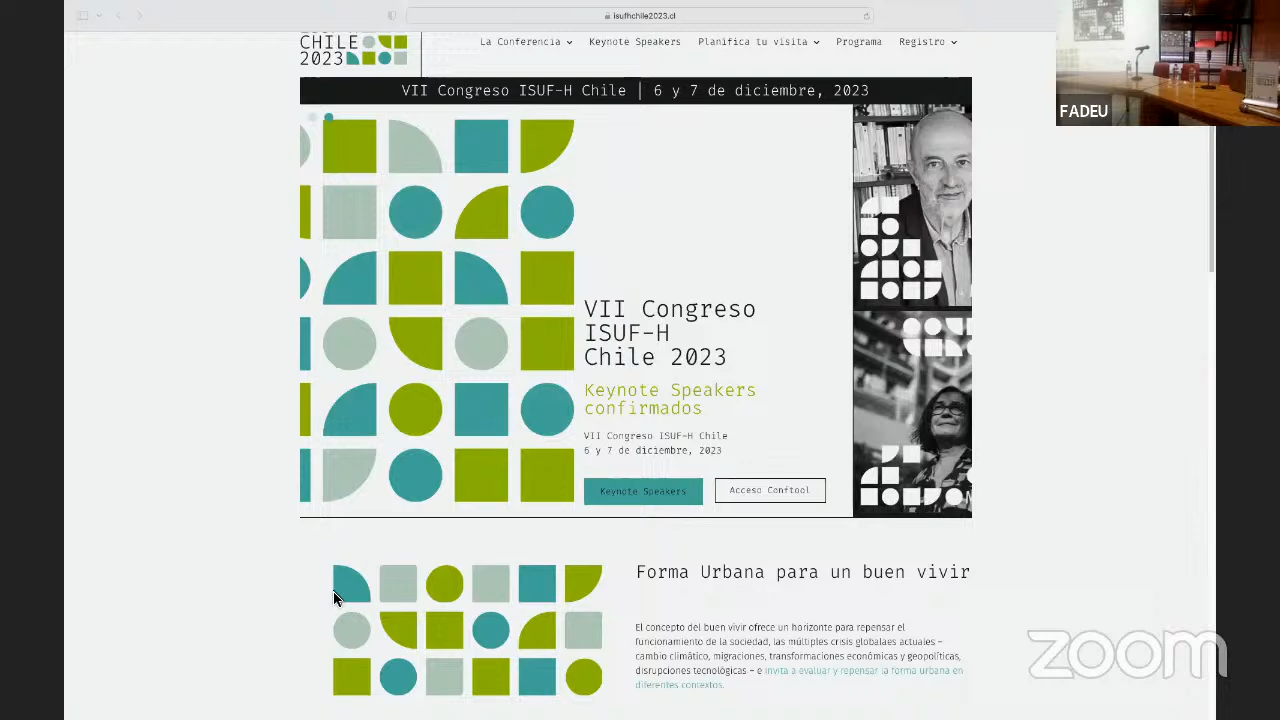 isufhchile2023.cl
CHILE
2023
La Conferencia
Keynote Speakers
Planifica tu visita
Programa
Registro
VII Congreso ISUF-H Chile | 6 y 7 de diciembre, 2023
FADEU
VII Congreso
ISUF-H
Chile 2023
Keynote Speakers
confirmados
VII Congreso ISUF-H Chile
6 y 7 de diciembre, 2023
Keynote Speakers
Acceso Conftool
Forma Urbana para un buen vivir
El concepto del buen vivir ofrece un horizonte para repensar el
funcionamiento de la sociedad, las múltiples crisis globalaes actuales –
cambio climático, migraciones, transformaciones económicas y geopolíticas,
disrupciones tecnológicas – e invita a evaluar y repensar la forma urbana en
diferentes contextos.
zoom